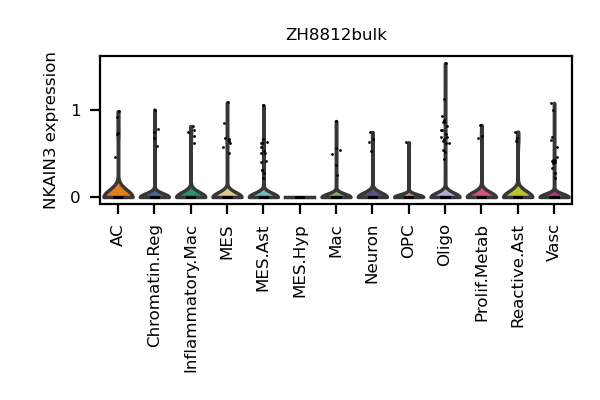 ZH8812bulk
NKAIN3 expression
1
0
AC
Chromatin.Reg
Inflammatory.Mac
MES
MES.Ast
MES.Hyp
Mac
Neuron
OPC
Oligo
Prolif.Metab
Reactive.Ast
Vasc